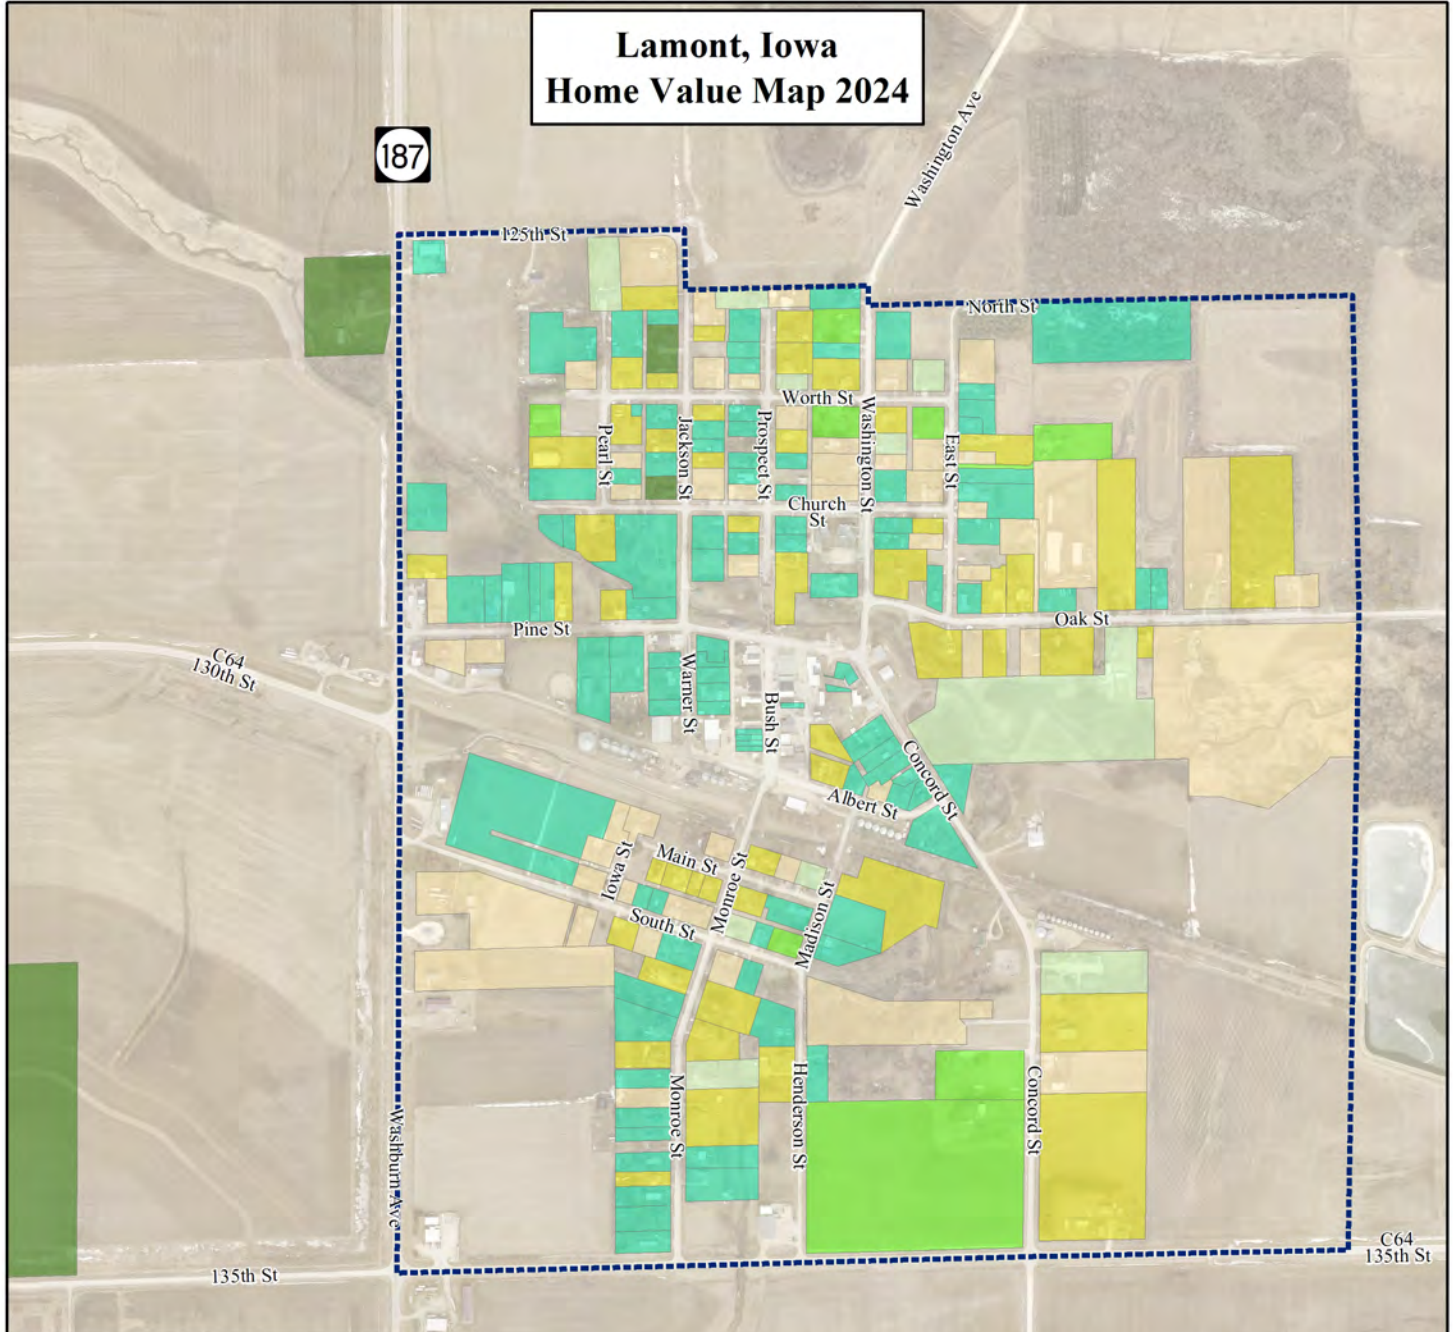 Lamont, Iowa
Home Value Map 2024
187
Washington Ave
125th St
North St
Worth St
Pearl St
Jackson St
Prospect St
Washington St
East St
Church
St
Pine St
Oak St
C64
130th St
Warner St
Bush St
Concord St
Albert St
Main St
Iowa St
Monroe St
South St
Madison St
Monroe St
Henderson St
Concord St
Washburn Ave
135th St
C64
135th St